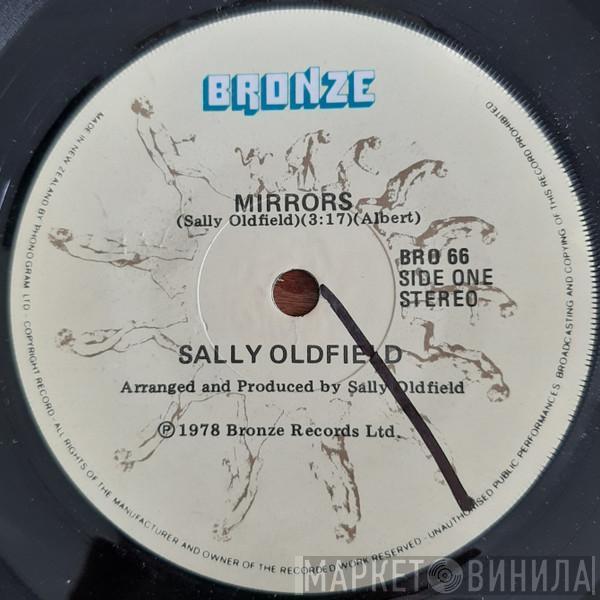 BRONZE
MIRRORS
(Sally Oldfield)(3:17)(Albert)
BRO 66
SIDE ONE
STEREO
SALLY OLDFIELD
Arranged and Produced by Sally Oldfield
℗ 1978 Bronze Records Ltd.
MADE IN NEW ZEALAND BY PHONOGRAM LTD. - COPYRIGHT RECORD - ALL RIGHTS OF THE MANUFACTURER AND OWNER OF THE RECORDED WORK RESERVED - UNAUTHORISED PUBLIC PERFORMANCES BROADCASTING AND COPYING OF THIS RECORD PROHIBITED
МАРКЕТ ВИНИЛА